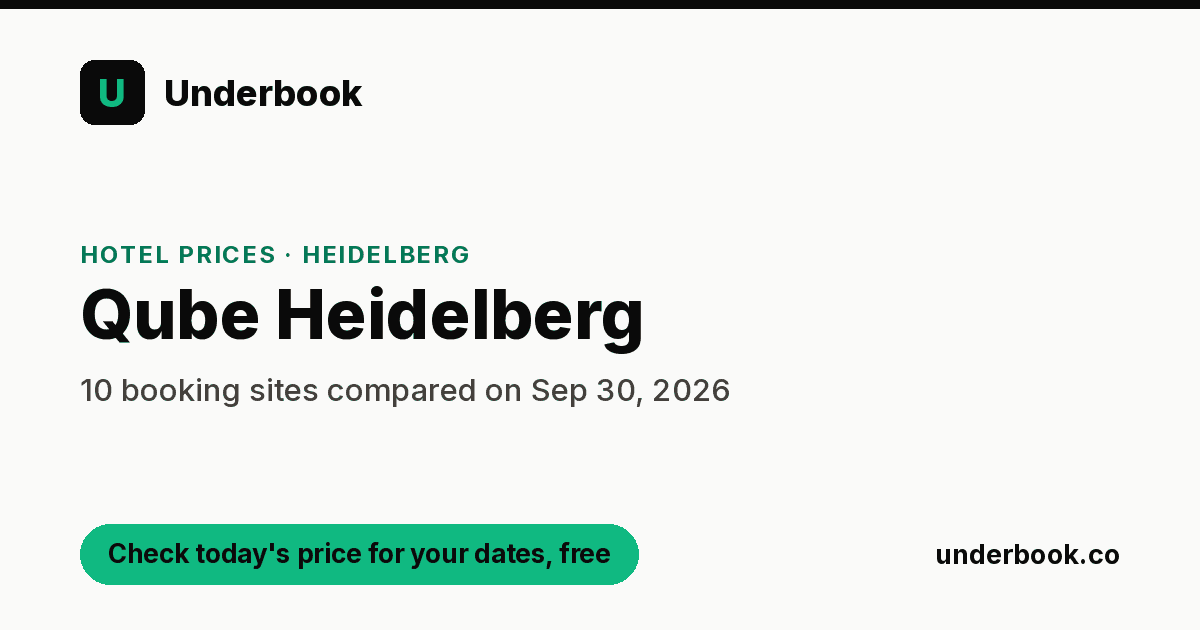 U Underbook
HOTEL PRICES · HEIDELBERG
Qube Heidelberg
10 booking sites compared on Sep 30, 2026
Check today's price for your dates, free
underbook.co